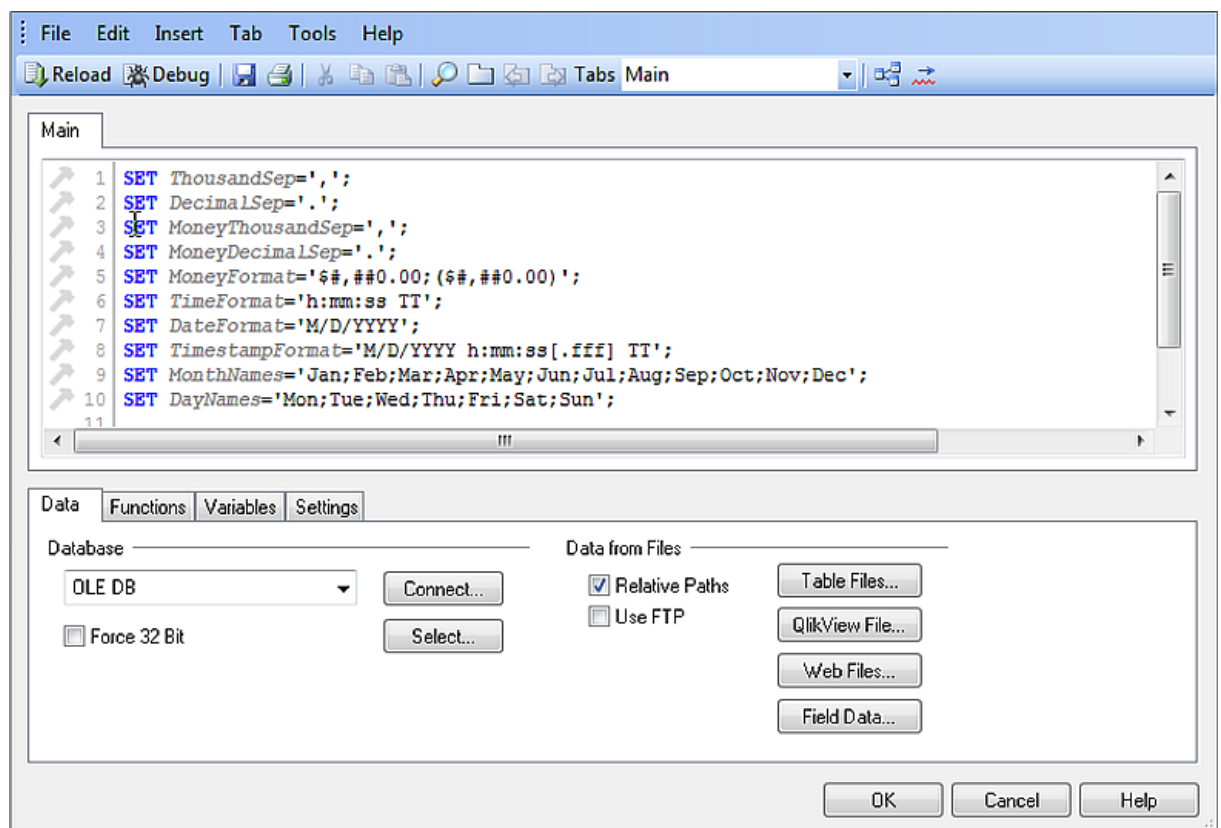 File Edit Insert Tab Tools Help
Reload Debug Tabs Main
Main
1 SET ThousandSep=',';
2 SET DecimalSep='.';
3 SET MoneyThousandSep=',';
4 SET MoneyDecimalSep='.';
5 SET MoneyFormat='$#,##0.00;($#,##0.00)';
6 SET TimeFormat='h:mm:ss TT';
7 SET DateFormat='M/D/YYYY';
8 SET TimestampFormat='M/D/YYYY h:mm:ss[.fff] TT';
9 SET MonthNames='Jan;Feb;Mar;Apr;May;Jun;Jul;Aug;Sep;Oct;Nov;Dec';
10 SET DayNames='Mon;Tue;Wed;Thu;Fri;Sat;Sun';
11
Data Functions Variables Settings
Database Data from Files
OLE DB Connect... Relative Paths Table Files...
Force 32 Bit Select... Use FTP QlikView File...
Web Files...
Field Data...
OK Cancel Help